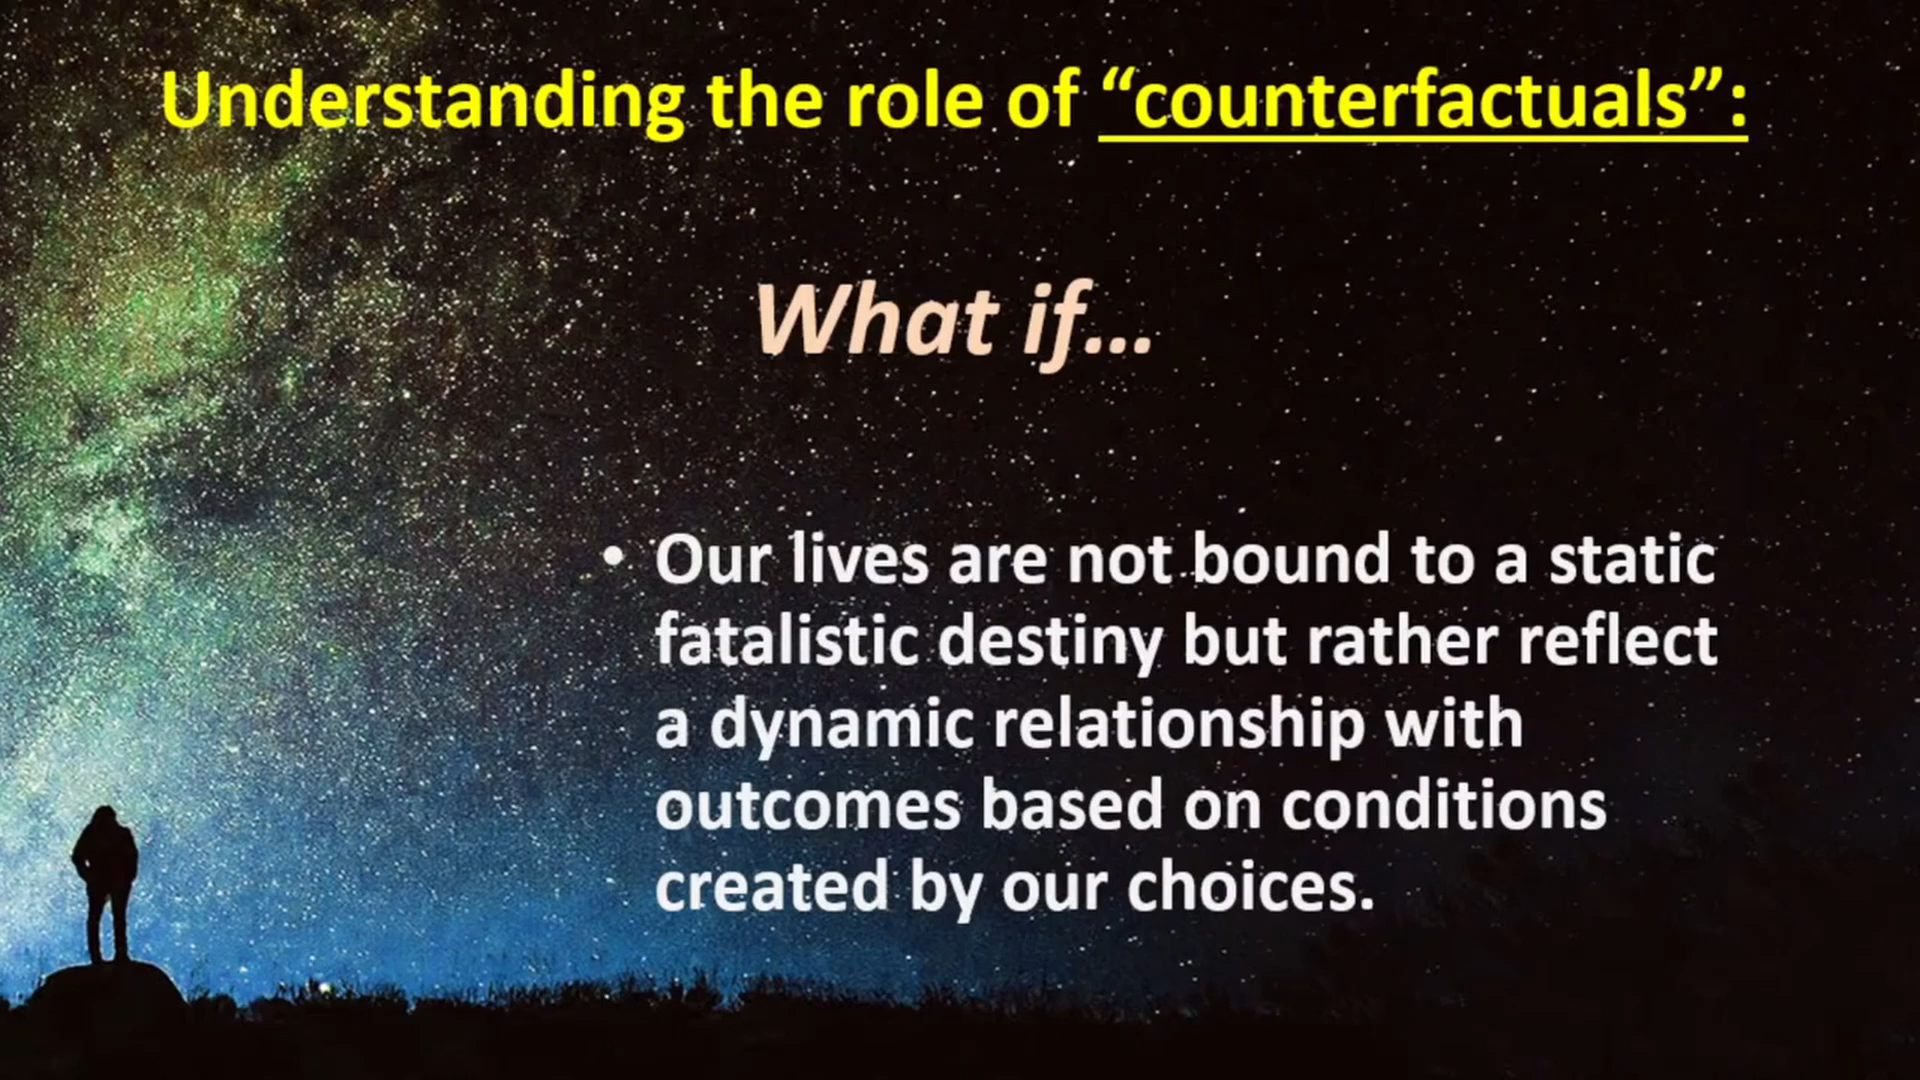 Understanding the role of “counterfactuals”:
What if...
• Our lives are not bound to a static
fatalistic destiny but rather reflect
a dynamic relationship with
outcomes based on conditions
created by our choices.